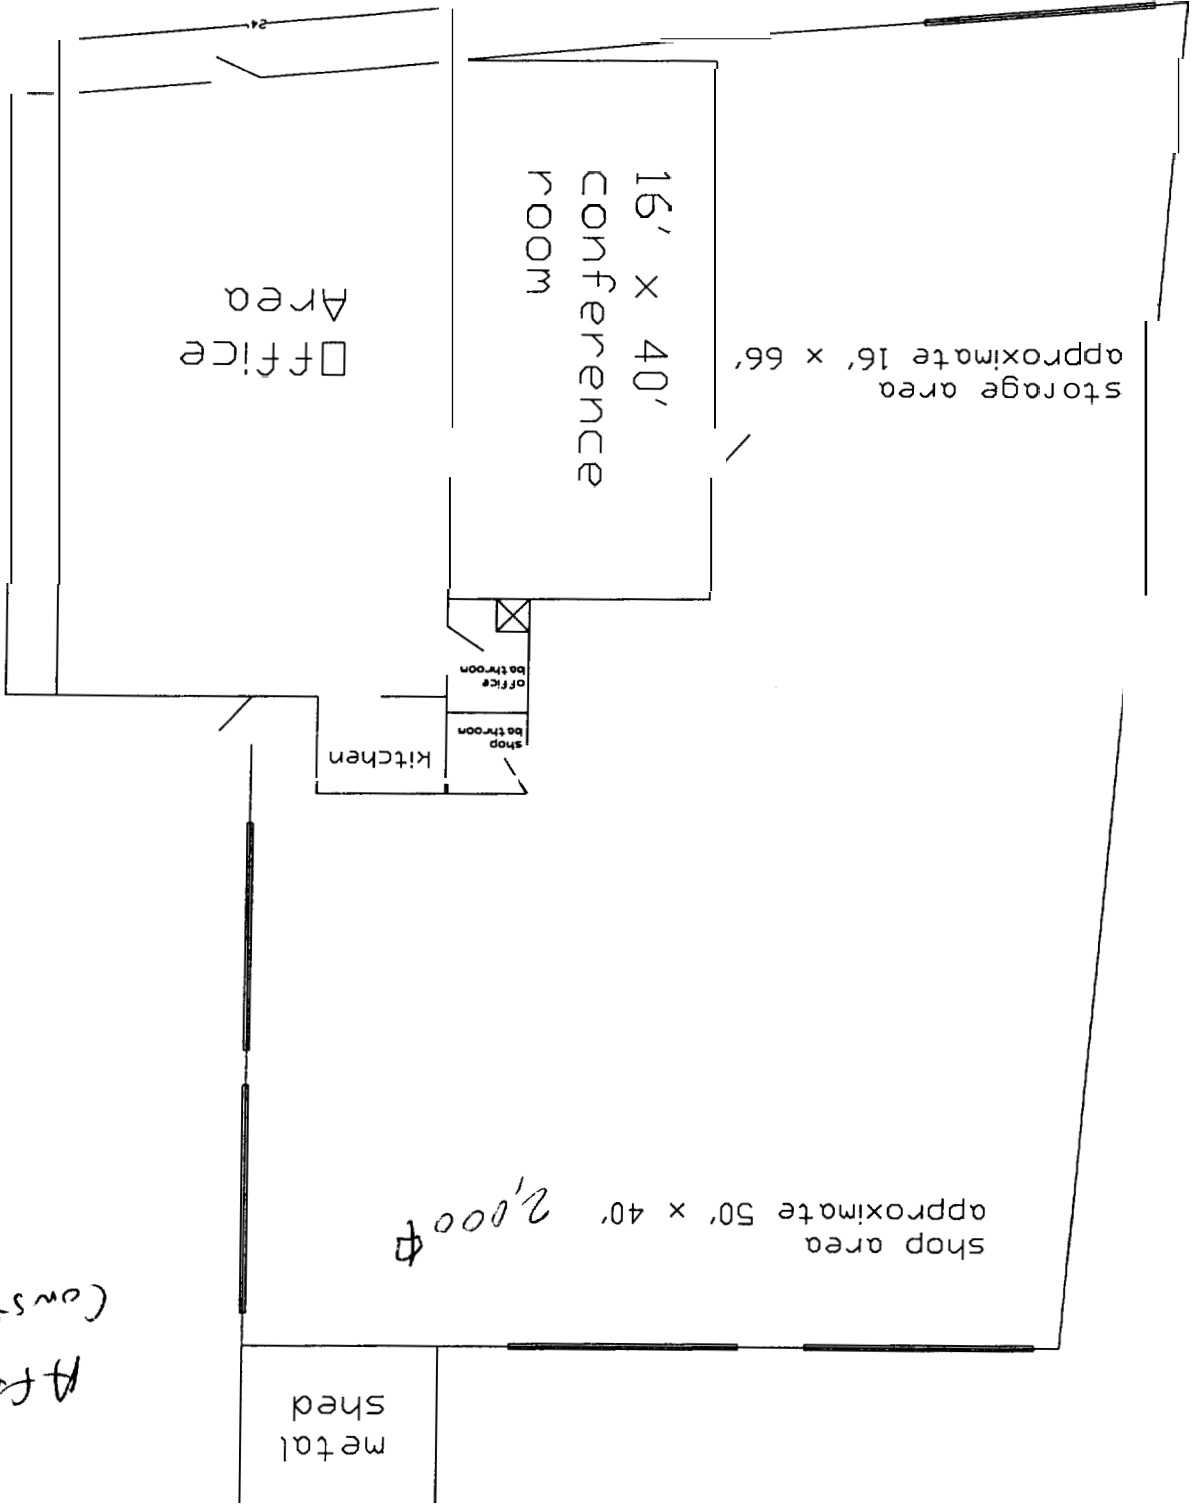 metal
shed
shop area
approximate 50' x 40' 2,000
kitchen
shop
bathroom
office
bathroom
storage area
approximate 16' x 66'
Office
Area
16' x 40'
conference
room
24'